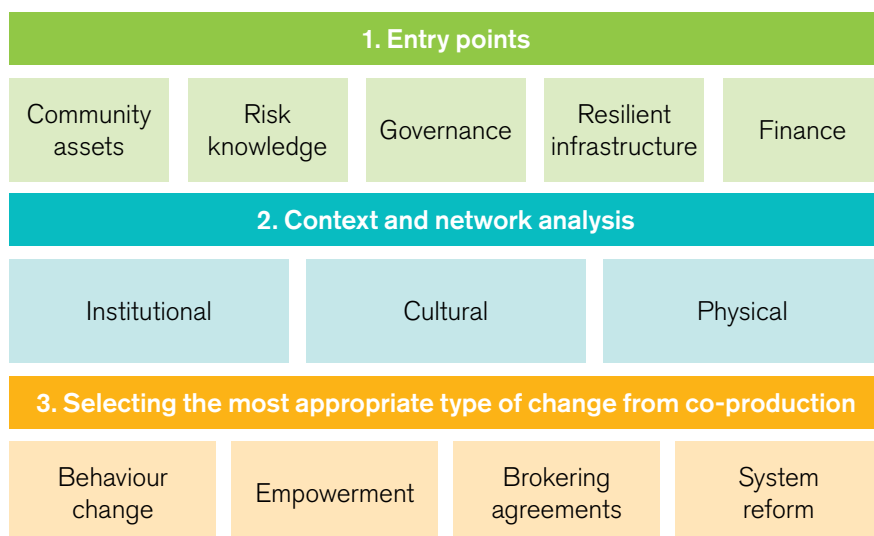 1. Entry points
Community
assets
Risk
knowledge
Governance
Resilient
infrastructure
Finance
2. Context and network analysis
Institutional
Cultural
Physical
3. Selecting the most appropriate type of change from co-production
Behaviour
change
Empowerment
Brokering
agreements
System
reform